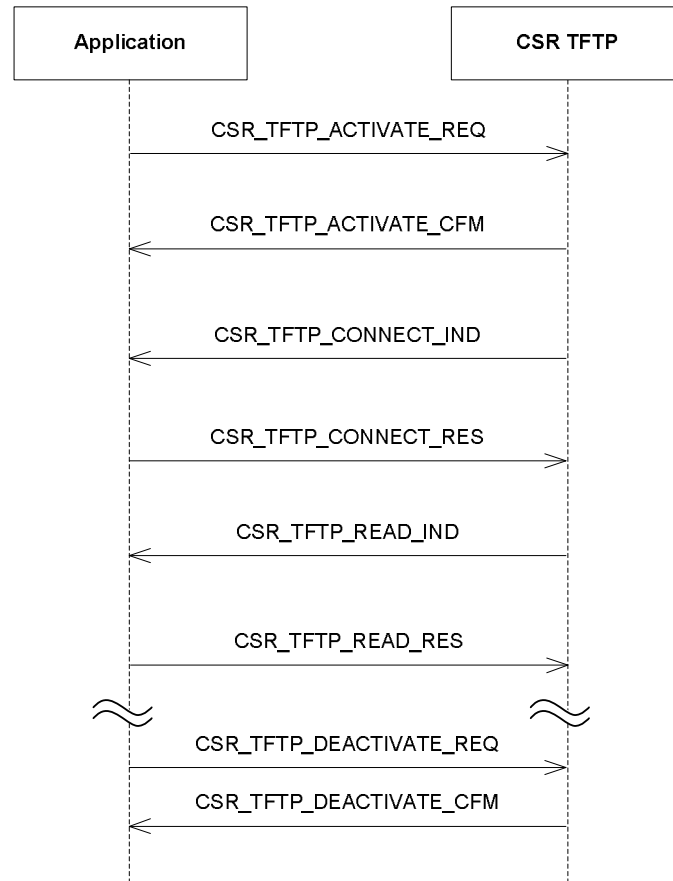 Application
CSR TFTP
CSR_TFTP_ACTIVATE_REQ
CSR_TFTP_ACTIVATE_CFM
CSR_TFTP_CONNECT_IND
CSR_TFTP_CONNECT_RES
CSR_TFTP_READ_IND
CSR_TFTP_READ_RES
CSR_TFTP_DEACTIVATE_REQ
CSR_TFTP_DEACTIVATE_CFM